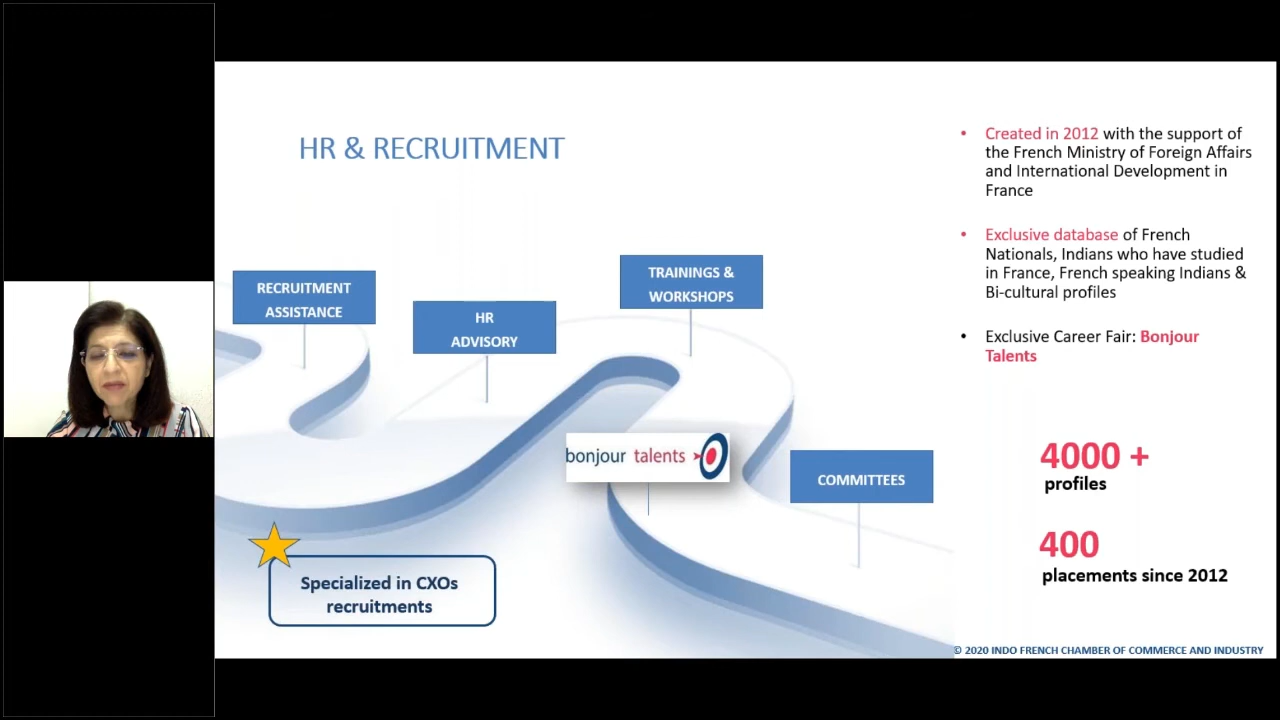 HR & RECRUITMENT
RECRUITMENT
ASSISTANCE
HR
ADVISORY
TRAININGS &
WORKSHOPS
bonjour talents
COMMITTEES
Specialized in CXOs
recruitments
• Created in 2012 with the support of
the French Ministry of Foreign Affairs
and International Development in
France
• Exclusive database of French
Nationals, Indians who have studied
in France, French speaking Indians &
Bi-cultural profiles
• Exclusive Career Fair: Bonjour
Talents
4000 +
profiles
400
placements since 2012
© 2020 INDO FRENCH CHAMBER OF COMMERCE AND INDUSTRY